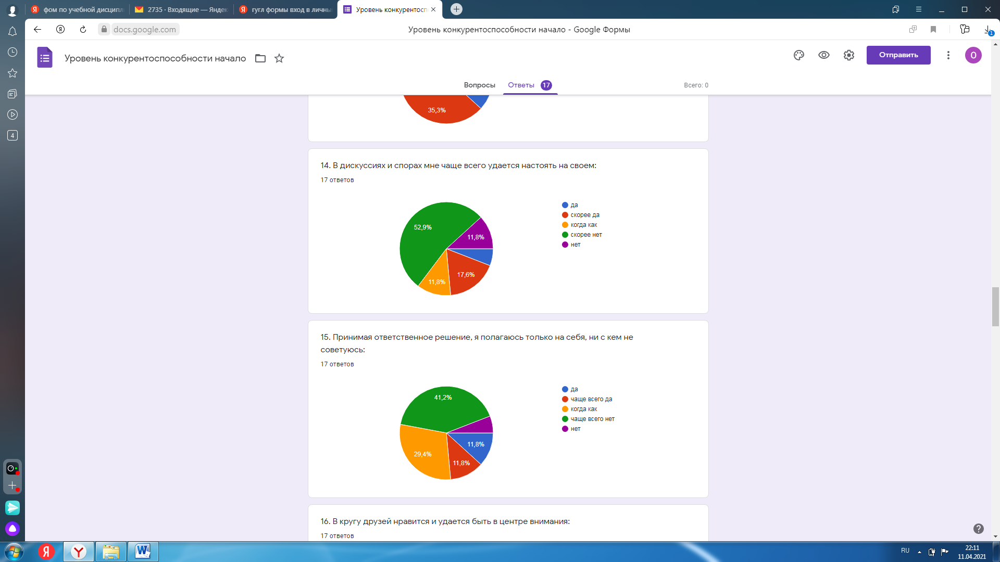 фом по учебной дисципл
2735 · Входящие — Яндек
гугл формы вход в личны
Уровень конкурентосп
docs.google.com
Уровень конкурентоспособности начало - Google Формы
1
Уровень конкурентоспособности начало
Отправить
О
Вопросы
Ответы
17
Всего: 0
4
35,3%
14. В дискуссиях и спорах мне чаще всего удается настоять на своем:
17 ответов
да
скорее да
когда как
скорее нет
нет
52,9%
11,8%
17,6%
11,8%
15. Принимая ответственное решение, я полагаюсь только на себя, ни с кем не
советуюсь:
17 ответов
да
чаще всего да
когда как
чаще всего нет
нет
41,2%
11,8%
29,4%
11,8%
16. В кругу друзей нравится и удается быть в центре внимания:
17 ответов
RU
22:11
11.04.2021